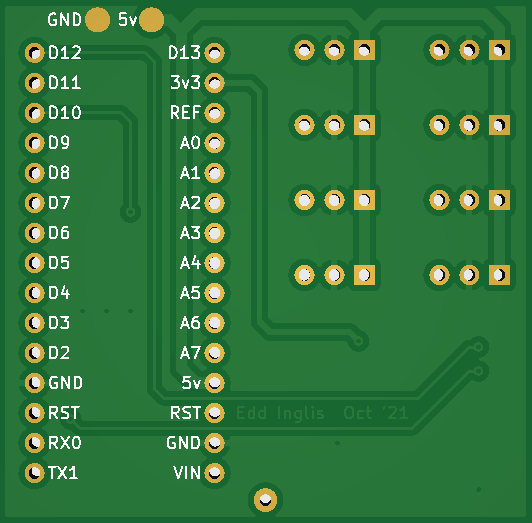 GND 5v
D12 D13
D11 3v3
D10 REF
D9 A0
D8 A1
D7 A2
D6 A3
D5 A4
D4 A5
D3 A6
D2 A7
GND 5v
RST RST Edd Inglis Oct '21
RX0 GND
TX1 VIN